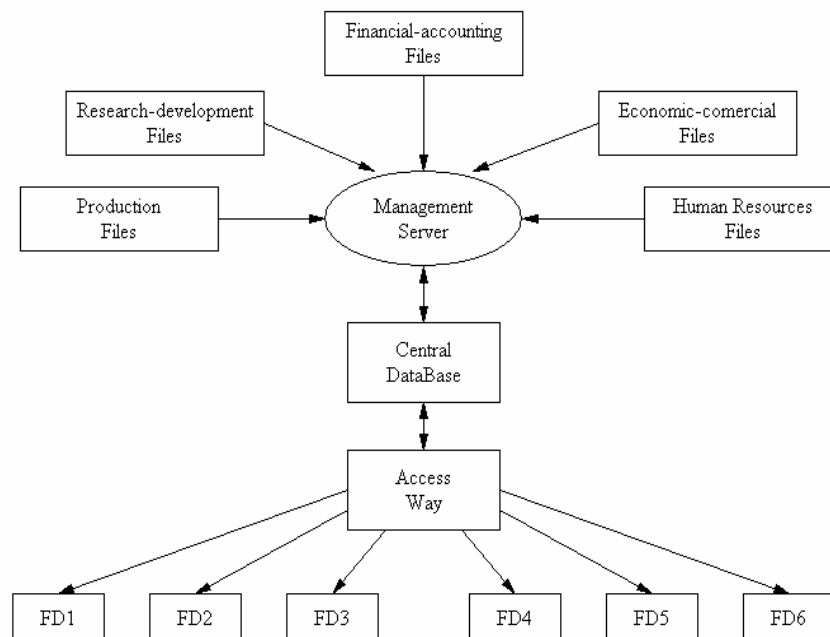 Financial-accounting
Files
Research-development
Files
Economic-comercial
Files
Production
Files
Management
Server
Human Resources
Files
Central
DataBase
Access
Way
FD1
FD2
FD3
FD4
FD5
FD6